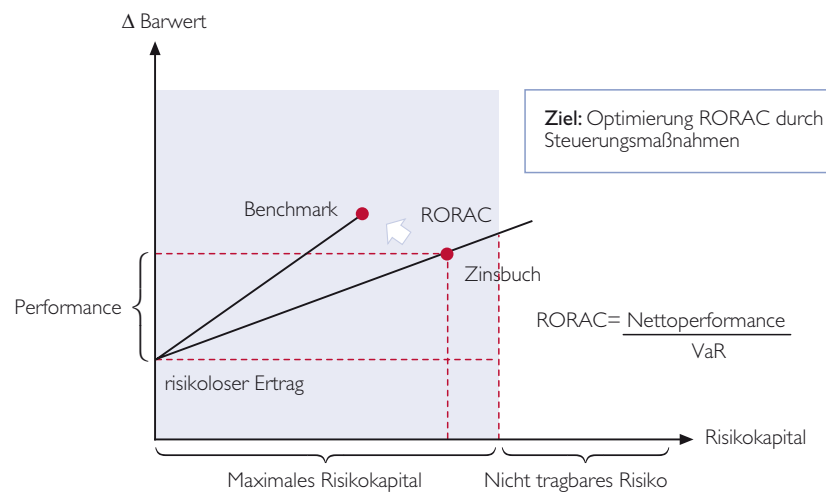 Δ Barwert
Ziel: Optimierung RORAC durch
Steuerungsmaßnahmen
Benchmark
RORAC
Zinsbuch
Performance
RORAC= Nettoperformance
VaR
risikoloser Ertrag
Risikokapital
Maximales Risikokapital
Nicht tragbares Risiko